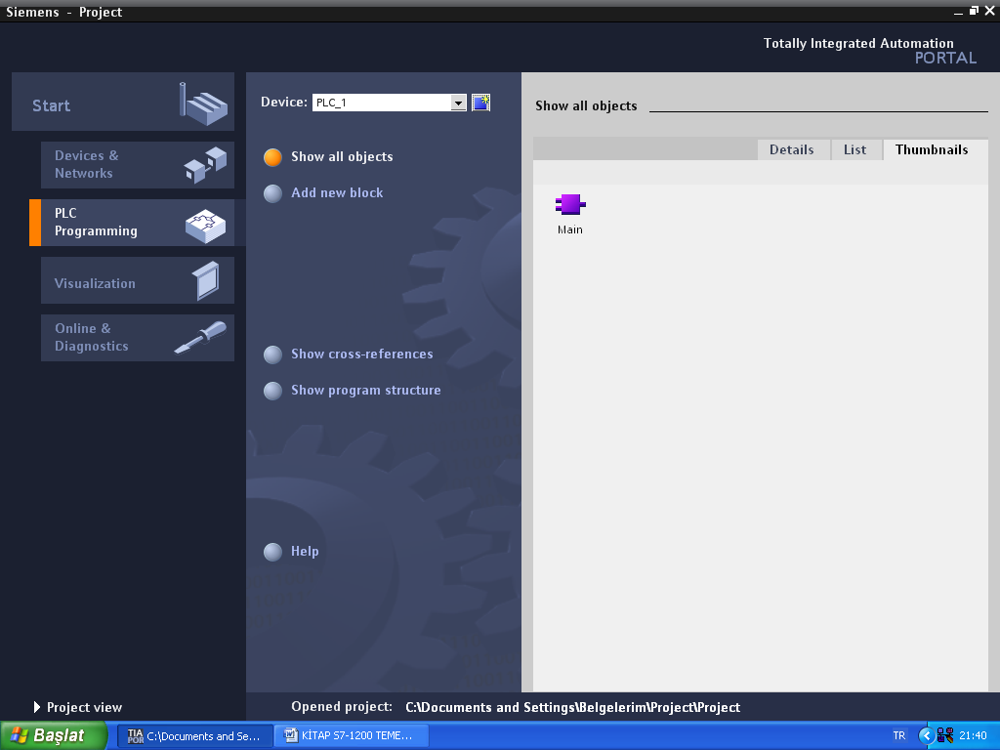 Siemens - Project
Totally Integrated Automation
PORTAL
Start
Devices &
Networks
PLC
Programming
Visualization
Online &
Diagnostics
Device: PLC_1
Show all objects
Add new block
Show cross-references
Show program structure
Help
Show all objects
Details List Thumbnails
Main
Project view
Opened project: C:\Documents and Settings\Belgelerim\Project\Project
Başlat
TIA
POR
C:\Documents and Se...
KİTAP S7-1200 TEME...
TR
21:40